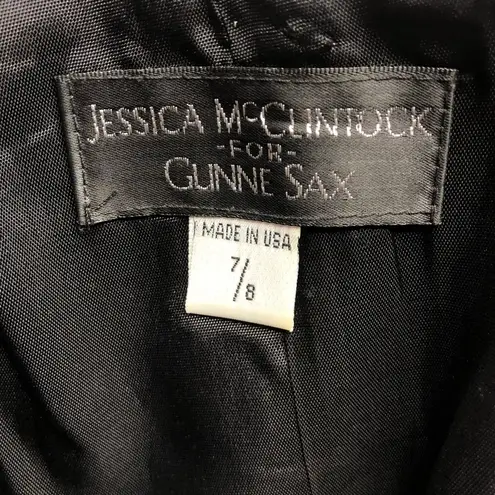 JESSICA MCCLINTOCK
-FOR-
GUNNE SAX
MADE IN USA
7/8